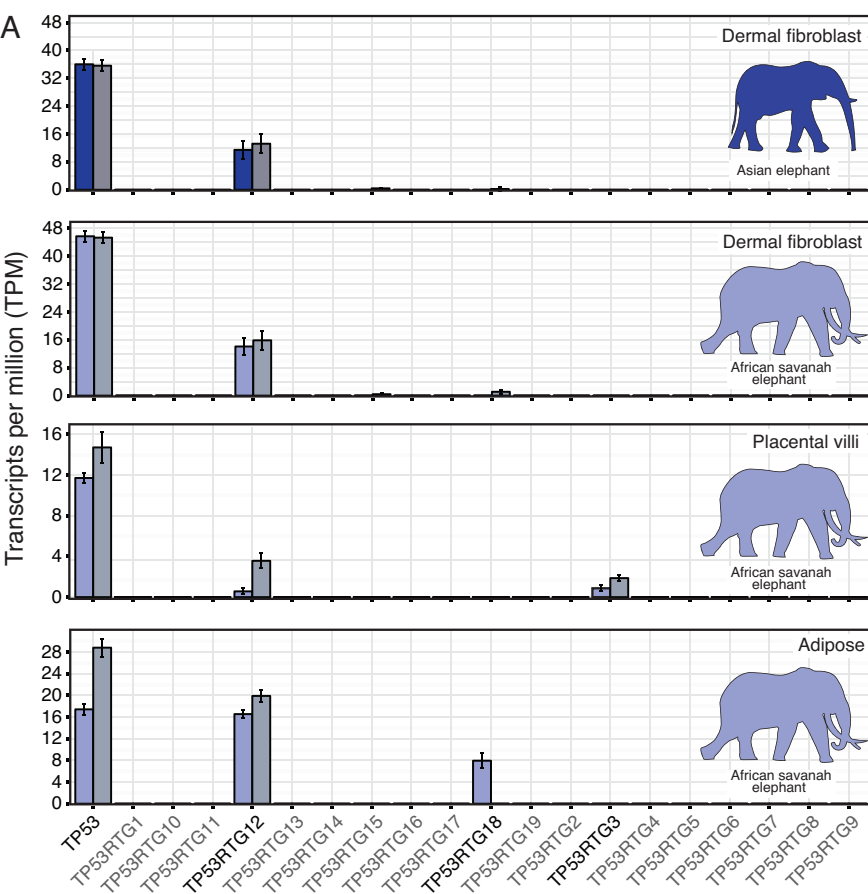 A
Transcripts per million (TPM)
48
40
32
24
16
8
0
Dermal fibroblast
Asian elephant
48
40
32
24
16
8
0
Dermal fibroblast
African savanah
elephant
16
12
8
4
0
Placental villi
African savanah
elephant
28
24
20
16
12
8
4
0
Adipose
African savanah
elephant
TP53
TP53RTG1
TP53RTG10
TP53RTG11
TP53RTG12
TP53RTG13
TP53RTG14
TP53RTG15
TP53RTG16
TP53RTG17
TP53RTG18
TP53RTG19
TP53RTG2
TP53RTG3
TP53RTG4
TP53RTG5
TP53RTG6
TP53RTG7
TP53RTG8
TP53RTG9